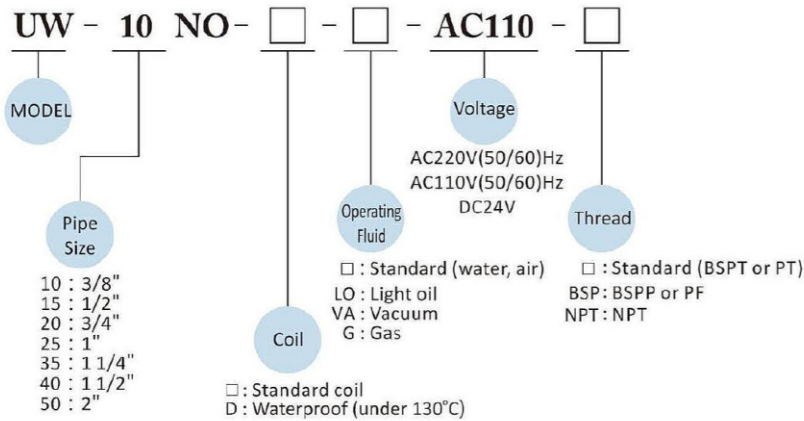 UW - 10 NO - □ - □ - AC110 - □
MODEL
Voltage
AC220V(50/60)Hz
AC110V(50/60)Hz
DC24V
Pipe
Size
10 : 3/8"
15 : 1/2"
20 : 3/4"
25 : 1"
35 : 1 1/4"
40 : 1 1/2"
50 : 2"
Operating
Fluid
□ : Standard (water, air)
LO : Light oil
VA : Vacuum
G : Gas
Thread
□ : Standard (BSPT or PT)
BSP : BSPP or PF
NPT : NPT
Coil
□ : Standard coil
D : Waterproof (under 130°C)